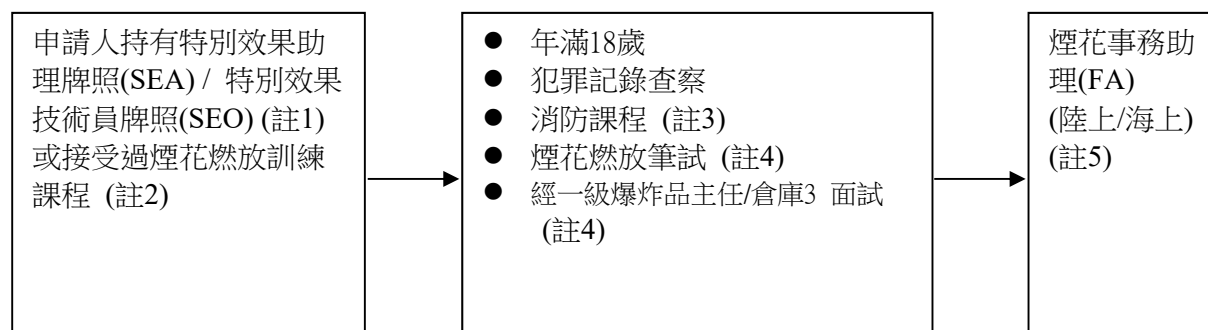 申請人持有特別效果助
理牌照(SEA) / 特別效果
技術員牌照(SEO) (註1)
或接受過煙花燃放訓練
課程 (註2)
● 年滿18歲
● 犯罪記錄查察
● 消防課程 (註3)
● 煙花燃放筆試 (註4)
● 經一級爆炸品主任/倉庫3 面試
(註4)
煙花事務助
理(FA)
(陸上/海上)
(註5)